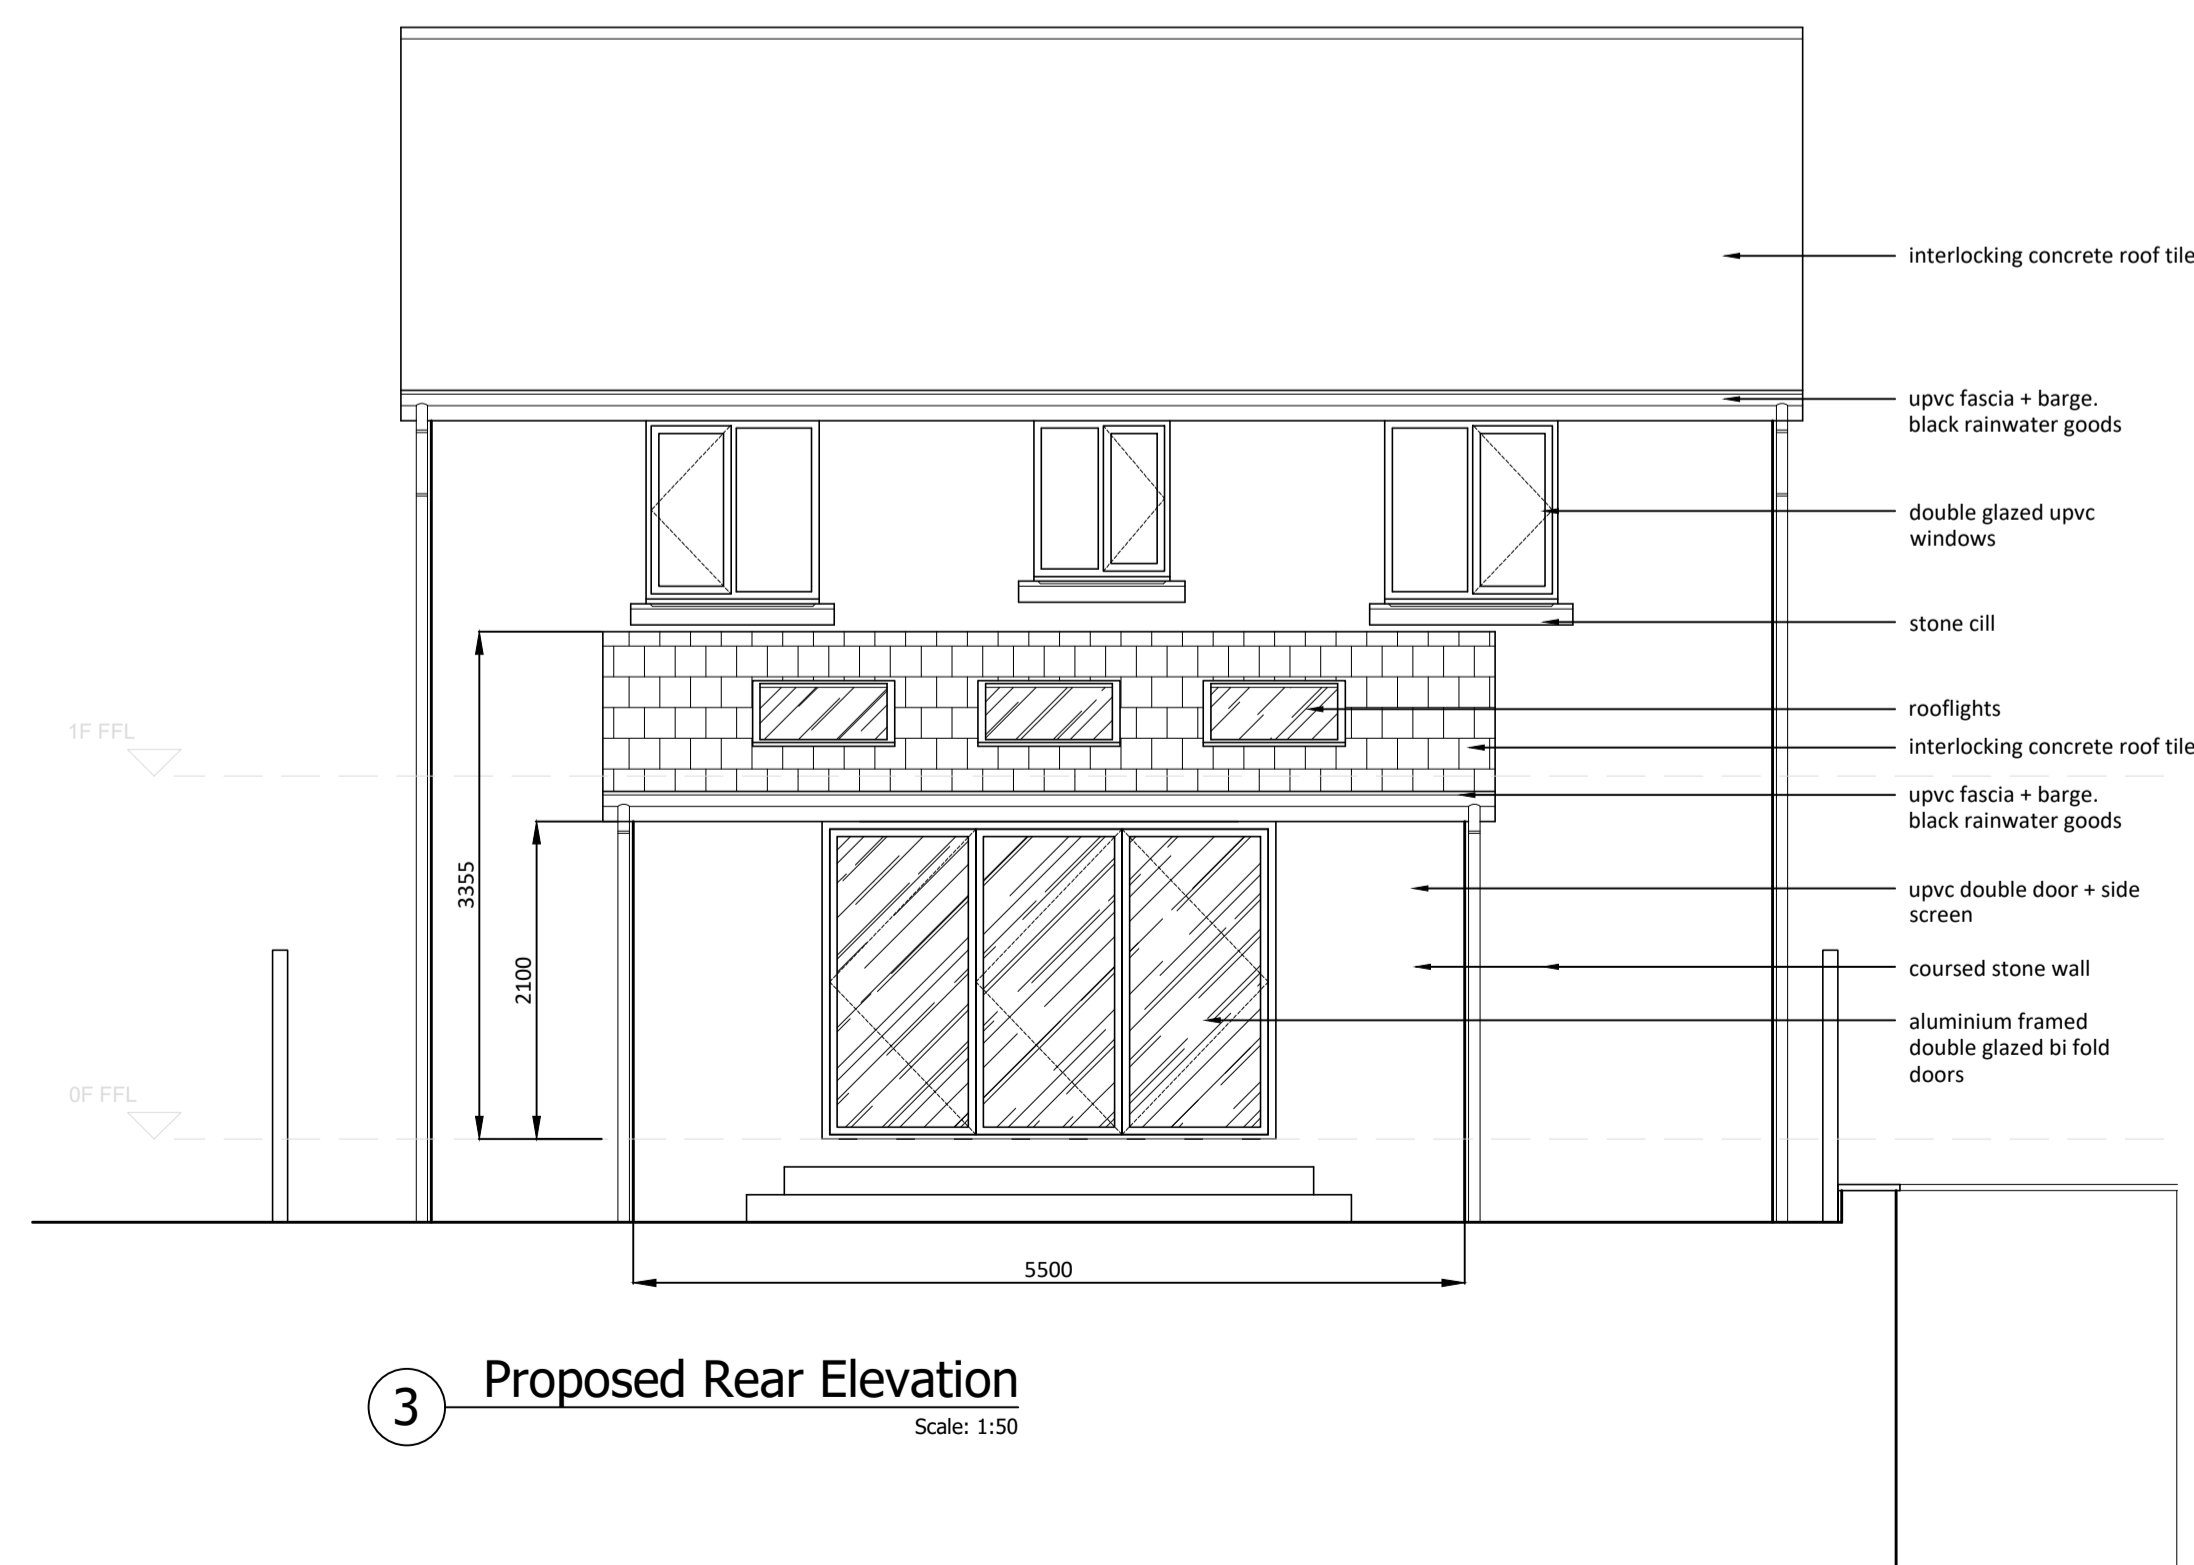 interlocking concrete roof tile
upvc fascia + barge.
black rainwater goods
double glazed upvc
windows
stone cill
rooflights
1F FFL
interlocking concrete roof tile
upvc fascia + barge.
black rainwater goods
3355
upvc double door + side
screen
2100
coursed stone wall
aluminium framed
double glazed bi fold
doors
0F FFL
5500
3
Proposed Rear Elevation
Scale: 1:50